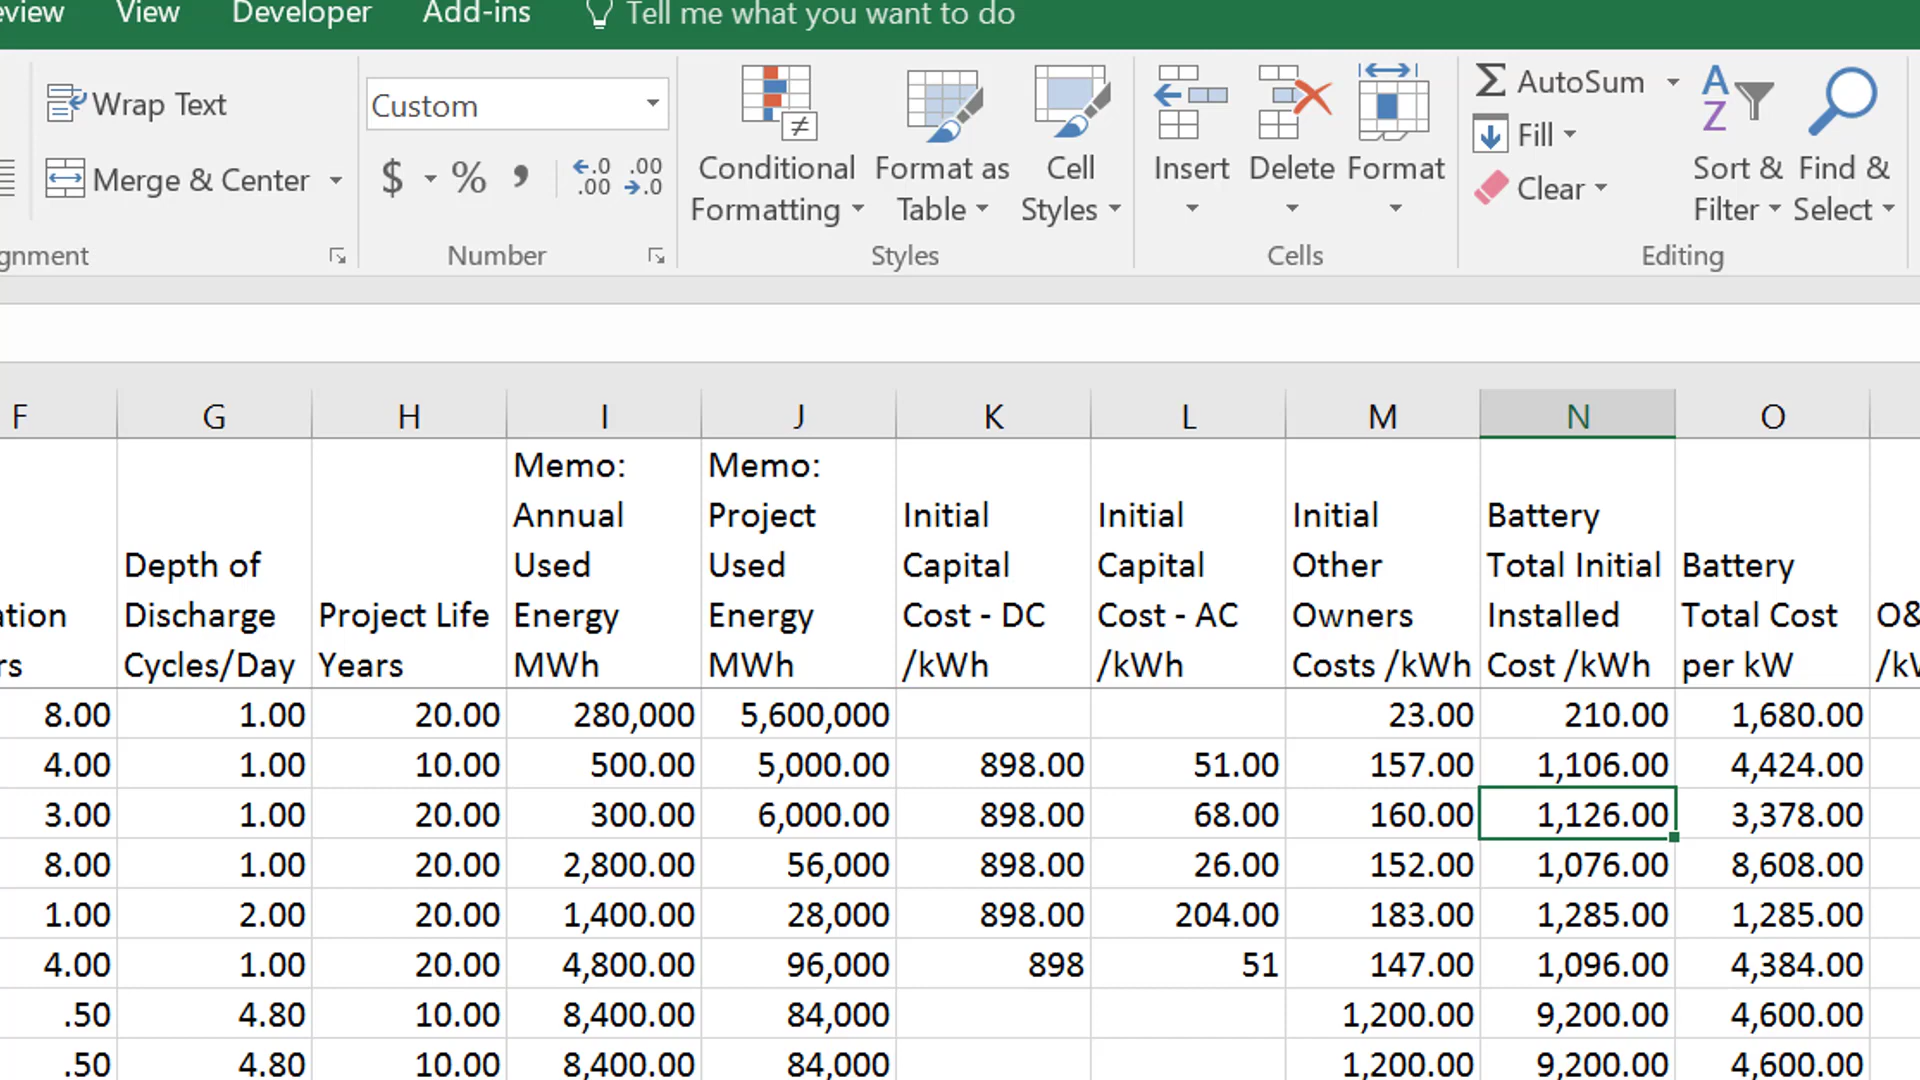 eview View Developer Add-ins Tell me what you want to do
Wrap Text
Merge & Center
gnment
Custom
$ % , ←.0 .00 .00 →.0
Number
Conditional Formatting
Format as Table
Cell Styles
Styles
Insert Delete Format
Cells
Σ AutoSum
Fill
Clear
A Z
Sort & Filter
Find & Select
Editing
F G H I J K L M N O
ation
rs
Depth of
Discharge
Cycles/Day
Project Life
Years
Memo:
Annual
Used
Energy
MWh
Memo:
Project
Used
Energy
MWh
Initial
Capital
Cost - DC
/kWh
Initial
Capital
Cost - AC
/kWh
Initial
Other
Owners
Costs /kWh
Battery
Total Initial
Installed
Cost /kWh
Battery
Total Cost
per kW
O&
/kW
8.00 1.00 20.00 280,000 5,600,000 23.00 210.00 1,680.00
4.00 1.00 10.00 500.00 5,000.00 898.00 51.00 157.00 1,106.00 4,424.00
3.00 1.00 20.00 300.00 6,000.00 898.00 68.00 160.00 1,126.00 3,378.00
8.00 1.00 20.00 2,800.00 56,000 898.00 26.00 152.00 1,076.00 8,608.00
1.00 2.00 20.00 1,400.00 28,000 898.00 204.00 183.00 1,285.00 1,285.00
4.00 1.00 20.00 4,800.00 96,000 898 51 147.00 1,096.00 4,384.00
.50 4.80 10.00 8,400.00 84,000 1,200.00 9,200.00 4,600.00
.50 4.80 10.00 8,400.00 84,000 1,200.00 9,200.00 4,600.00